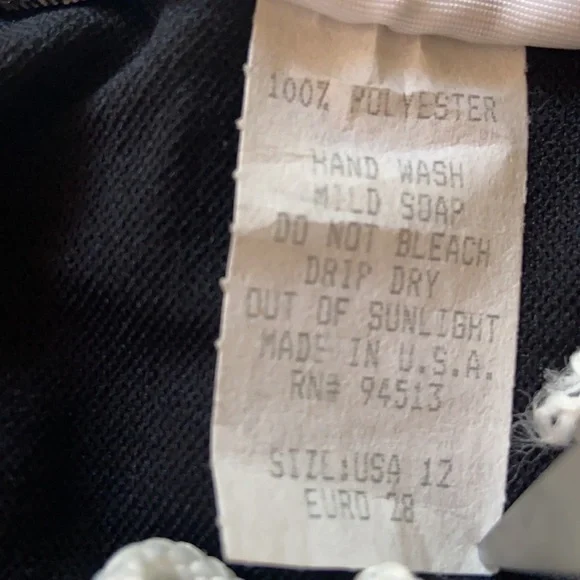 100% POLYESTER
HAND WASH
MILD SOAP
DO NOT BLEACH
DRIP DRY
OUT OF SUNLIGHT
MADE IN U.S.A.
RN# 94513
SIZE:USA 12
EURO 28